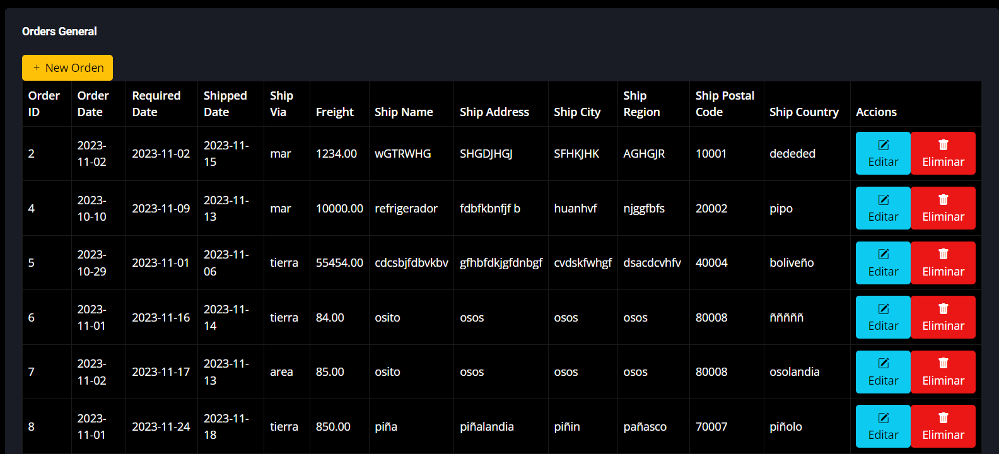 Orders General
+ New Orden
Order ID Order Date Required Date Shipped Date Ship Via Freight Ship Name Ship Address Ship City Ship Region Ship Postal Code Ship Country Accions
2 2023-11-02 2023-11-02 2023-11-15 mar 1234.00 wGTRWHG SHGDJHGJ SFHKJHK AGHGJR 10001 dededed Editar Eliminar
4 2023-10-10 2023-11-09 2023-11-13 mar 10000.00 refrigerador fdbfkbnfjf b huanhvf njggfbfs 20002 pipo Editar Eliminar
5 2023-10-29 2023-11-01 2023-11-06 tierra 55454.00 cdcsbjfdbvkbv gfhbfdkjgfdnbgf cvdskfwhgf dsacdcvhfv 40004 boliveño Editar Eliminar
6 2023-11-01 2023-11-16 2023-11-14 tierra 84.00 osito osos osos osos 80008 ñññññ Editar Eliminar
7 2023-11-02 2023-11-17 2023-11-13 area 85.00 osito osos osos osos 80008 osolandia Editar Eliminar
8 2023-11-01 2023-11-24 2023-11-18 tierra 850.00 piña piñalandia piñin pañasco 70007 piñolo Editar Eliminar